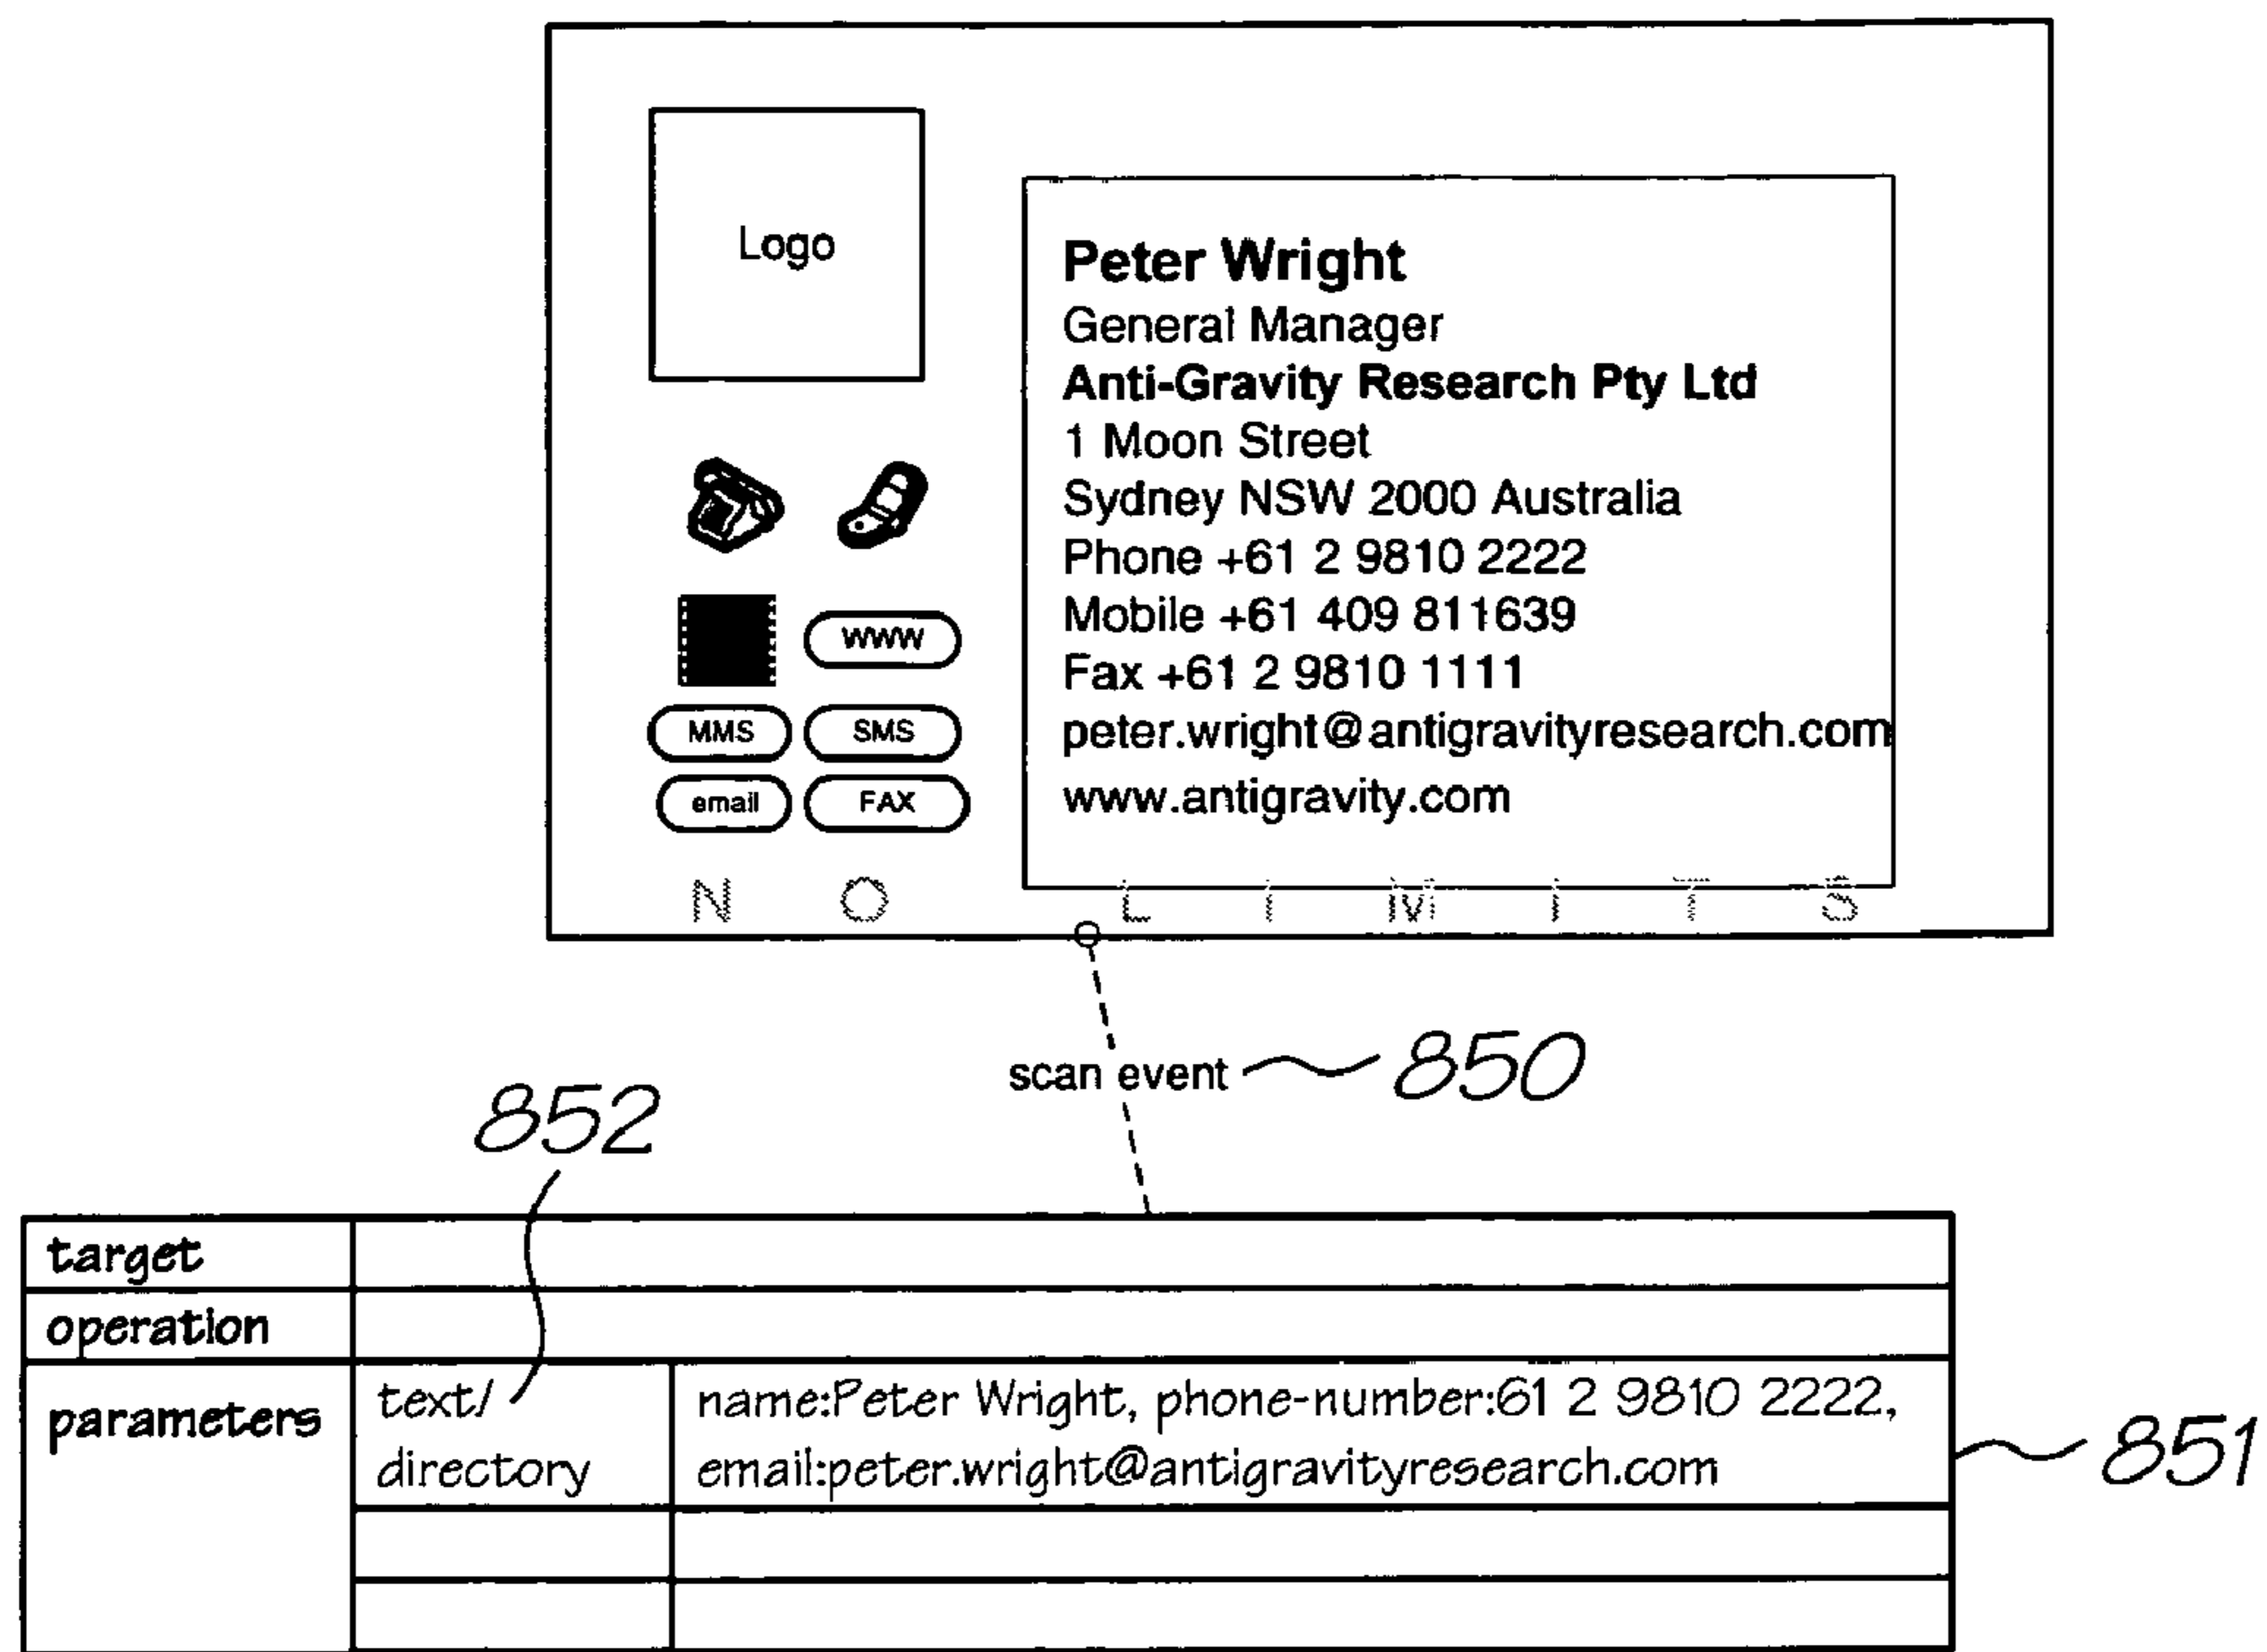 Logo
Peter Wright
General Manager
Anti-Gravity Research Pty Ltd
1 Moon Street
Sydney NSW 2000 Australia
Phone +61 2 9810 2222
Mobile +61 409 811639
Fax +61 2 9810 1111
peter.wright@antigravityresearch.com
www.antigravity.com
WWW
MMS SMS
email FAX
N O L I M I T S
scan event 850
852
target
operation
parameters
text/
directory
name:Peter Wright, phone-number:61 2 9810 2222,
email:peter.wright@antigravityresearch.com
851